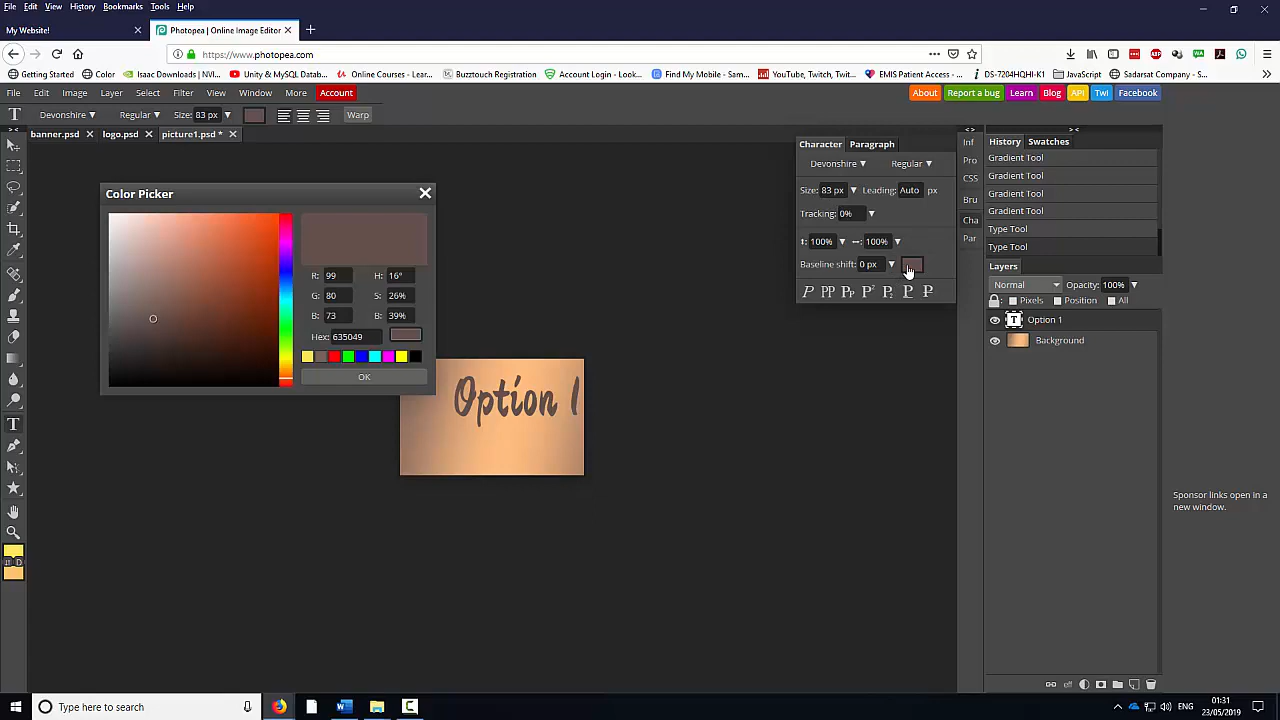 File Edit View History Bookmarks Tools Help
My Website! Photopea | Online Image Editor
https://www.photopea.com
Getting Started Color Isaac Downloads | NVI... Unity & MySQL Datab... Online Courses - Lear... Buzztouch Registration Account Login - Look... Find My Mobile - Sam... YouTube, Twitch, Twit... EMIS Patient Access -... DS-7204HQHI-K1 JavaScript Sadarsat Company -...
File Edit Image Layer Select Filter View Window More Account About Report a bug Learn Blog API Twi Facebook
Devonshire Regular Size: 83 px Warp
banner.psd logo.psd picture1.psd *
Color Picker
R: 99 H: 16°
G: 80 S: 26%
B: 73 B: 39%
Hex: 635049
OK
Option 1
Character Paragraph
Devonshire Regular
Size: 83 px Leading: Auto px
Tracking: 0%
100% 100%
Baseline shift: 0 px
Inf
Pro
CSS
Bru
Cha
Par
History Swatches
Gradient Tool
Gradient Tool
Gradient Tool
Gradient Tool
Type Tool
Type Tool
Layers
Normal Opacity: 100%
Pixels Position All
Option 1
Background
Sponsor links open in a
new window.
Type here to search
ENG
01:31
23/05/2019